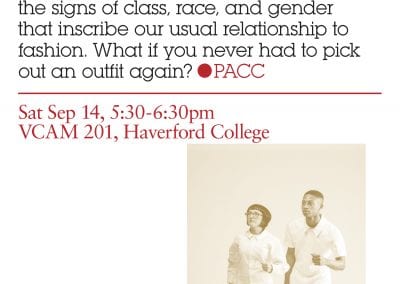 the signs of class, race, and gender
that inscribe our usual relationship to
fashion. What if you never had to pick
out an outfit again? ●PACC
Sat Sep 14, 5:30-6:30pm
VCAM 201, Haverford College